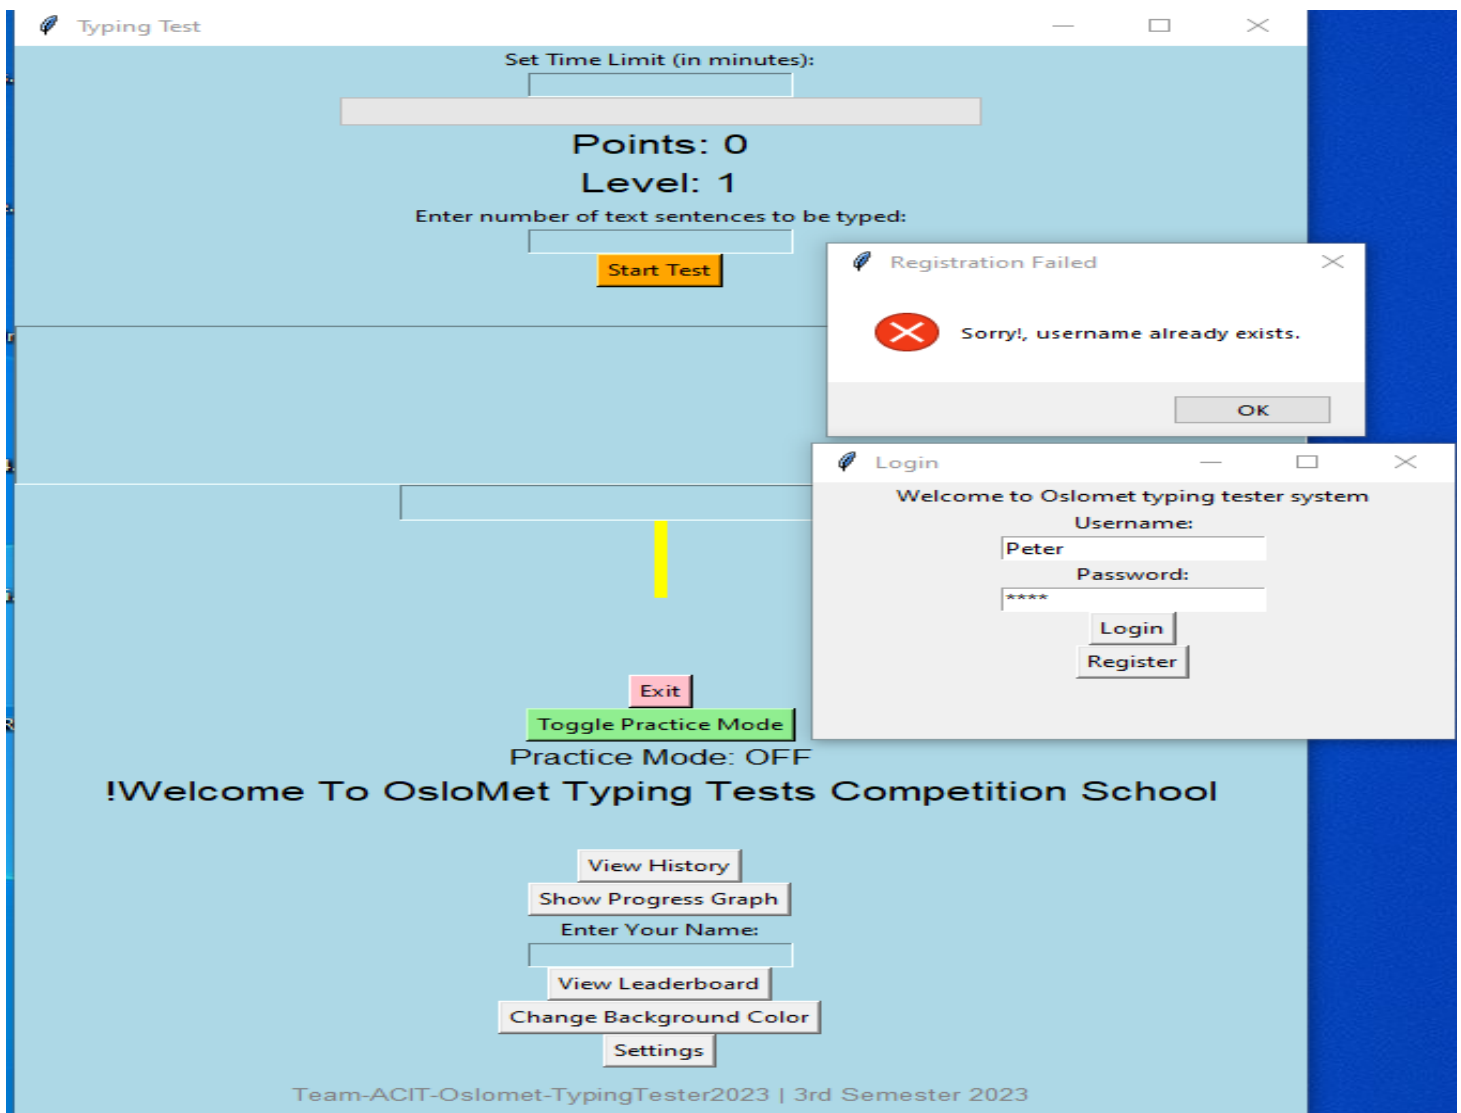 Typing Test
Set Time Limit (in minutes):
Points: 0
Level: 1
Enter number of text sentences to be typed:
Start Test
Registration Failed
Sorry!, username already exists.
OK
Login
Welcome to Oslomet typing tester system
Username:
Peter
Password:
****
Login
Register
Exit
Toggle Practice Mode
Practice Mode: OFF
!Welcome To OsloMet Typing Tests Competition School
View History
Show Progress Graph
Enter Your Name:
View Leaderboard
Change Background Color
Settings
Team-ACIT-Oslomet-TypingTester2023 | 3rd Semester 2023